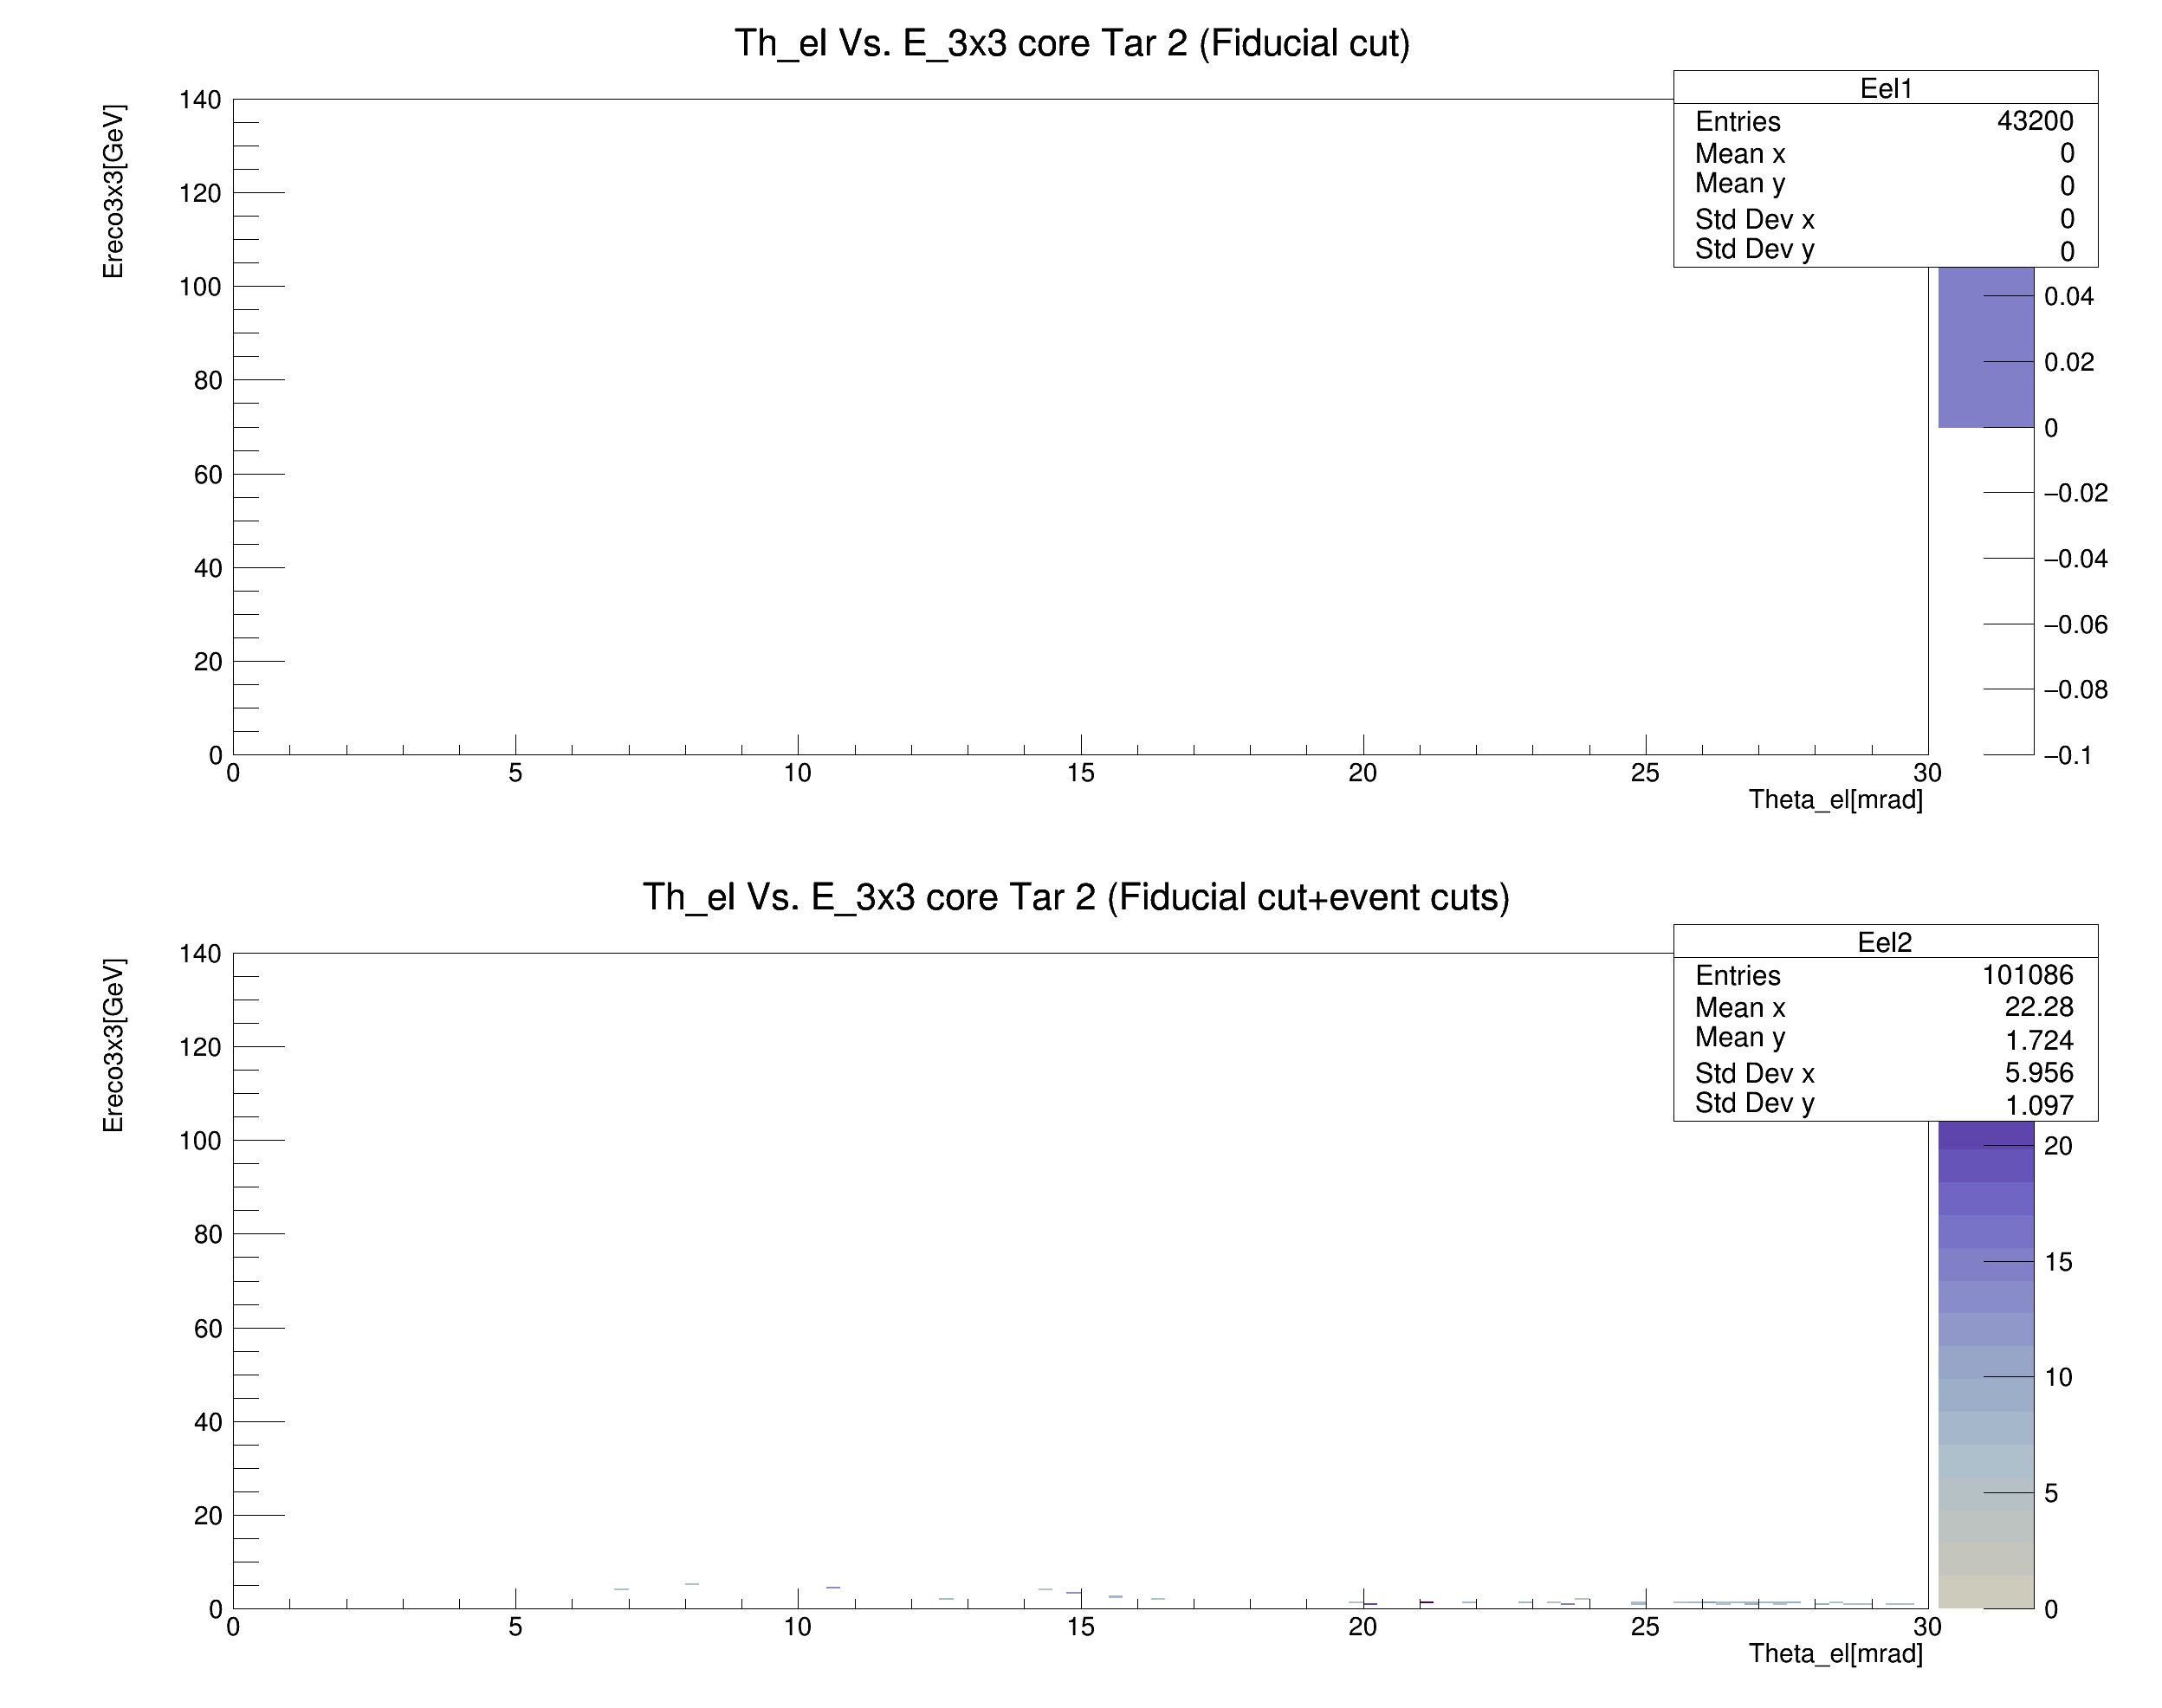 Th_el Vs. E_3x3 core Tar 2 (Fiducial cut)
Eel1
Entries 43200
Mean x 0
Mean y 0
Std Dev x 0
Std Dev y 0
Ereco3x3[GeV]
140
120
100
80
60
40
20
0
0 5 10 15 20 25 30
Theta_el[mrad]
0.04
0.02
0
−0.02
−0.04
−0.06
−0.08
−0.1
Th_el Vs. E_3x3 core Tar 2 (Fiducial cut+event cuts)
Eel2
Entries 101086
Mean x 22.28
Mean y 1.724
Std Dev x 5.956
Std Dev y 1.097
Ereco3x3[GeV]
140
120
100
80
60
40
20
0
0 5 10 15 20 25 30
Theta_el[mrad]
20
15
10
5
0